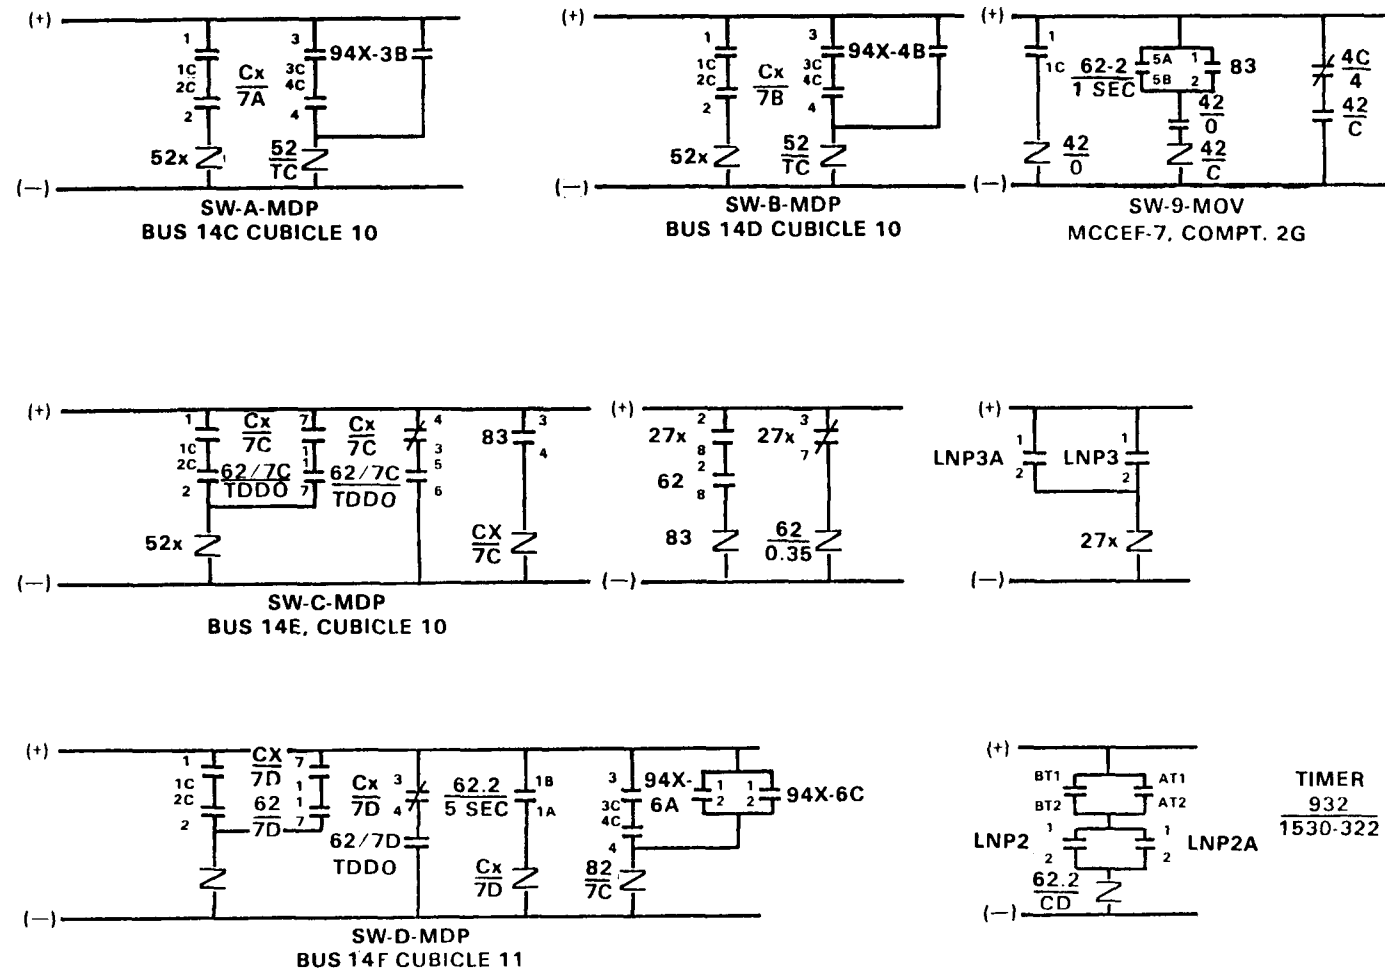 (+)
1
1C
2C
2
Cx
7A
3
3C
4C
4
94X-3B
52x
52
TC
(—)
SW-A-MDP
BUS 14C CUBICLE 10
(+)
1
1C
2C
2
Cx
7B
3
3C
4C
4
94X-4B
52x
52
TC
(—)
SW-B-MDP
BUS 14D CUBICLE 10
(+)
1
1C
62-2
1 SEC
5A
5B
1
2
83
4C
4
42
0
42
C
42
0
42
C
(—)
SW-9-MOV
MCCEF-7, COMPT. 2G
(+)
1
1C
2C
2
Cx
7C
7
1
62/7C
TDDO
1
7
Cx
7C
4
3
62/7C
TDDO
5
6
83
3
4
52x
CX
7C
(—)
SW-C-MDP
BUS 14E, CUBICLE 10
(+)
27x
2
8
62
2
8
83
27x
3
7
62
0.35
(—)
(+)
LNP3A
1
2
LNP3
1
2
27x
(—)
(+)
1
1C
2C
2
CX
7D
7
1
62
7D
1
7
Cx
7D
3
4
62/7D
TDDO
62.2
5 SEC
1B
1A
Cx
7D
3
3C
4C
4
94X-
6A
1
2
1
2
94X-6C
82
7C
(—)
SW-D-MDP
BUS 14F CUBICLE 11
(+)
BT1
BT2
AT1
AT2
LNP2
1
2
1
2
LNP2A
62.2
CD
(—)
TIMER
932
1530-322